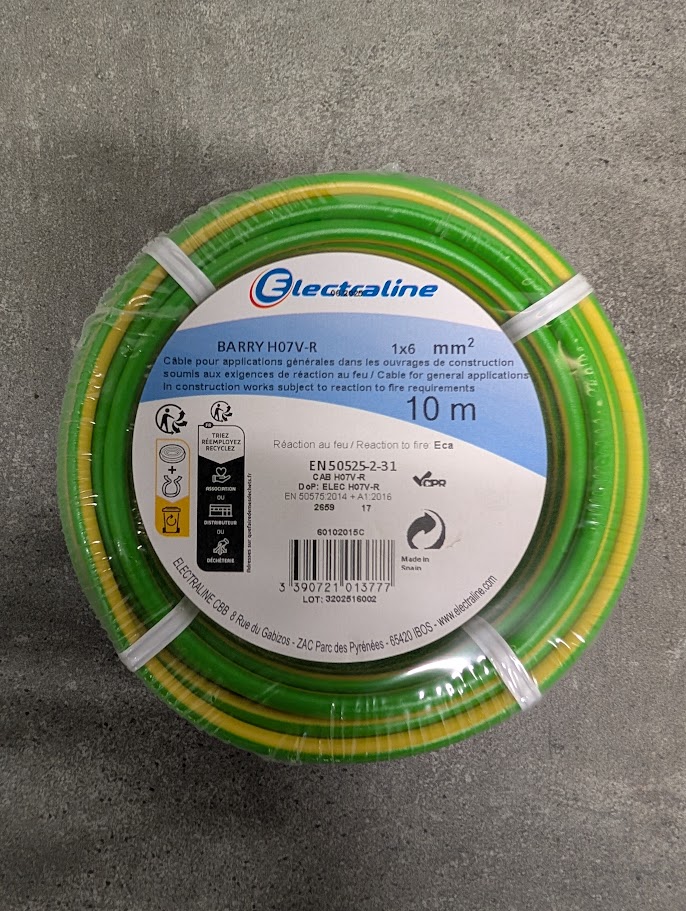 Electraline
BARRY H07V-R 1x6 mm²
Câble pour applications générales dans les ouvrages de construction
soumis aux exigences de réaction au feu / Cable for general applications
in construction works subject to reaction to fire requirements
10 m
Réaction au feu / Reaction to fire: Eca
EN 50525-2-31
CAB H07V-R
DoP: ELEC H07V-R
EN 50575:2014 + A1:2016
2659 17
CPR
60102015C
3 390721 013777
LOT: 3202516002
Made in
Spain
FR
TRIEZ
RÉEMPLOYEZ
RECYCLEZ
ASSOCIATION
OU
DISTRIBUTEUR
OU
DÉCHÈTERIE
+
ELECTRALINE CBB 8 Rue du Gabizos - ZAC Parc des Pyrénées - 65420 IBOS - www.electraline.com